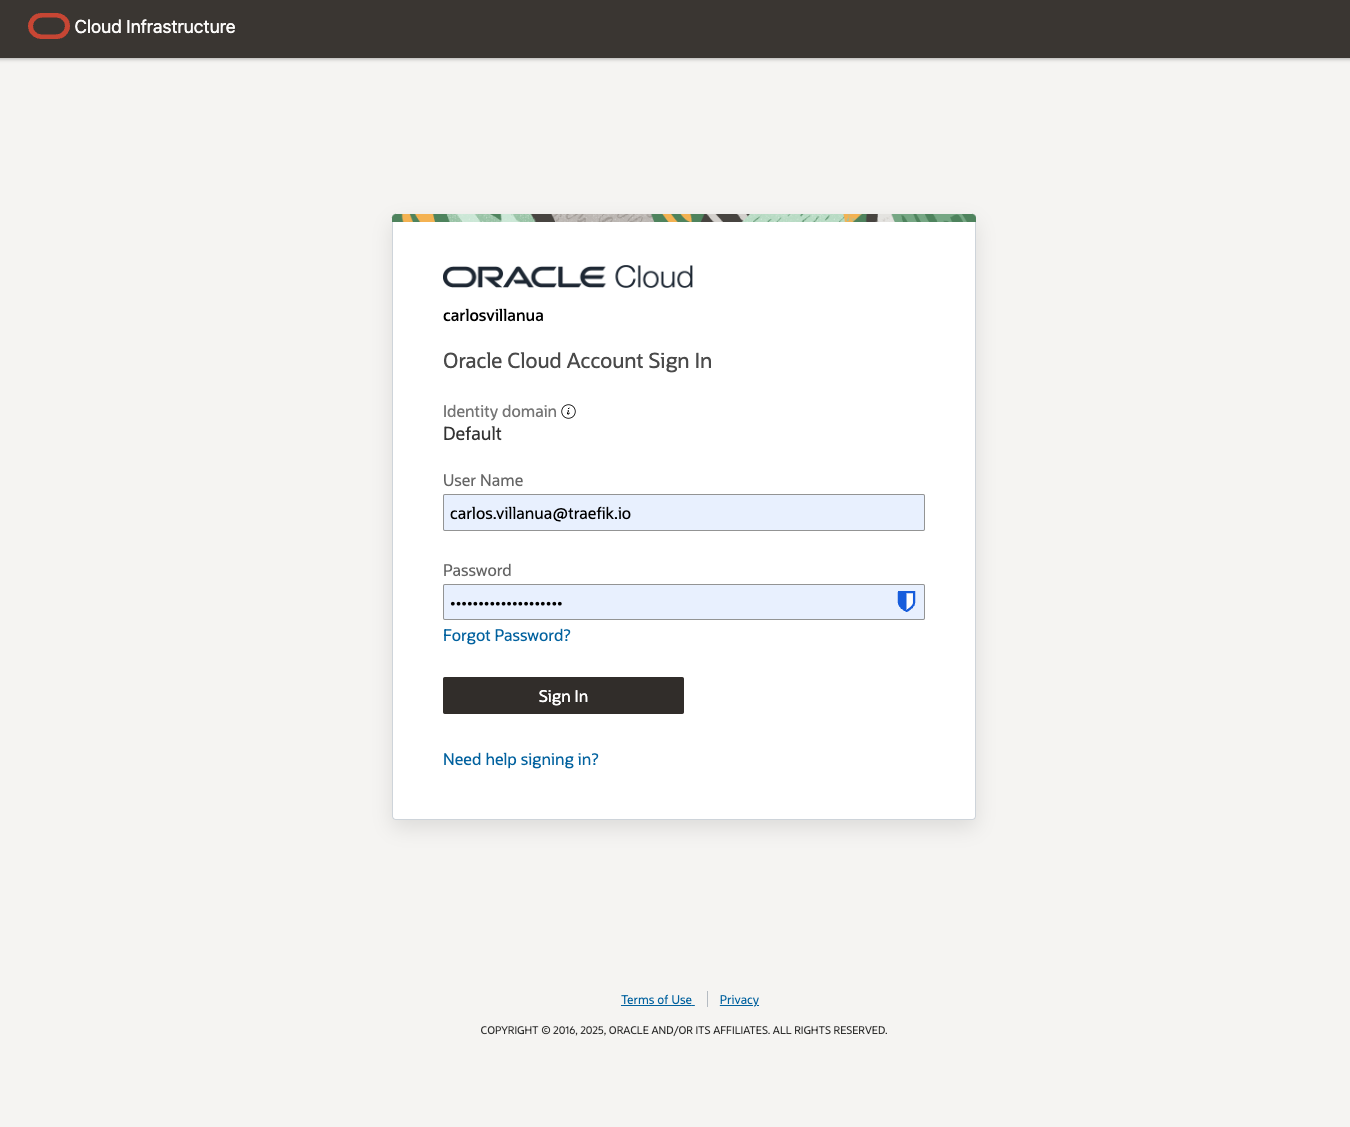 Cloud Infrastructure
ORACLE Cloud
carlosvillanua
Oracle Cloud Account Sign In
Identity domain
Default
User Name
carlos.villanua@traefik.io
Password
••••••••••••••••••••
Forgot Password?
Sign In
Need help signing in?
Terms of Use
Privacy
COPYRIGHT © 2016, 2025, ORACLE AND/OR ITS AFFILIATES. ALL RIGHTS RESERVED.